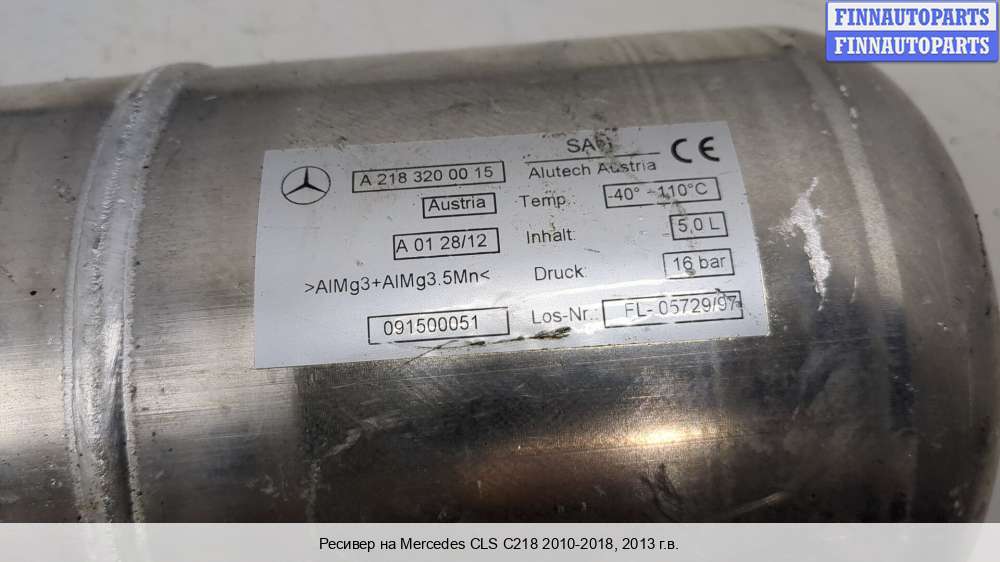 FINNAUTOPARTS
FINNAUTOPARTS
A 218 320 00 15
Austria
A 01 28/12
>AlMg3+AlMg3.5Mn<
091500051
CE
Alutech Austria
Temp.: -40° -110°C
Inhalt: 5,0 L
Druck: 16 bar
Los-Nr.: FL- 05729/97
Ресивер на Mercedes CLS C218 2010-2018, 2013 г.в.